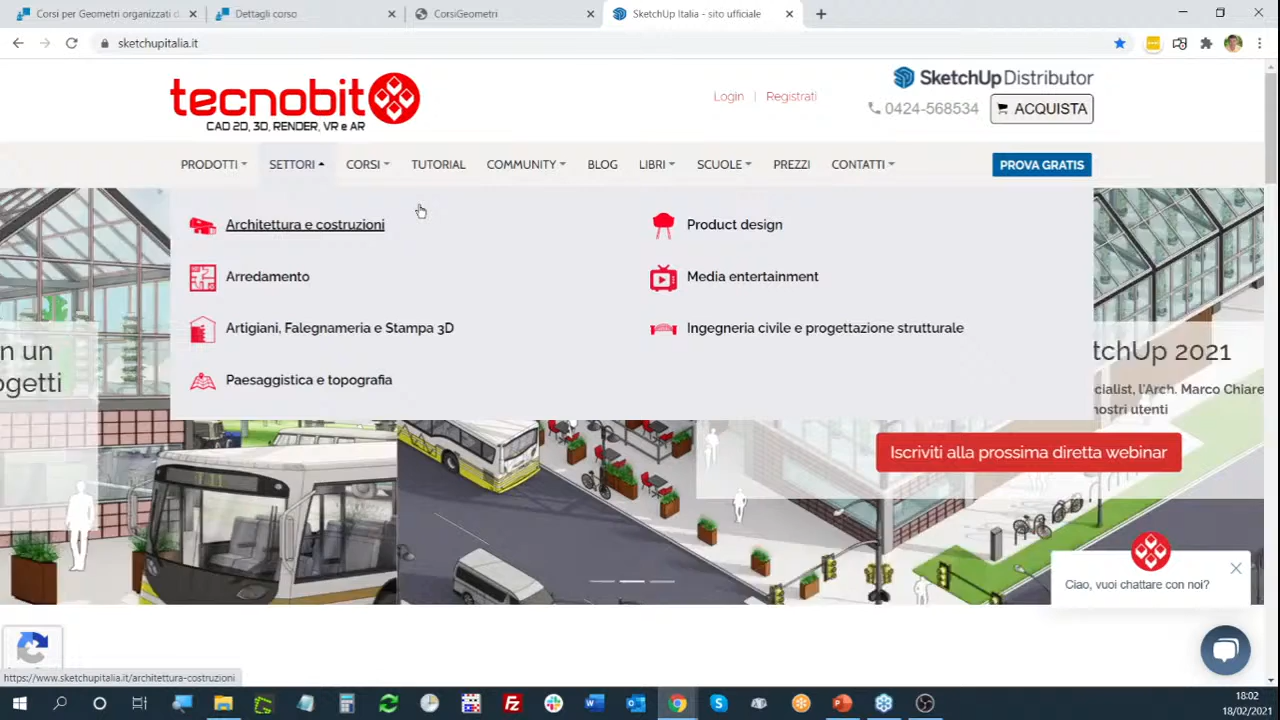 Corsi per Geometri organizzati d
Dettagli corso
CorsiGeometri
SketchUp Italia - sito ufficiale
sketchupitalia.it
tecnobit
CAD 2D, 3D, RENDER, VR e AR
Login | Registrati
SketchUp Distributor
0424-568534
ACQUISTA
PRODOTTI
SETTORI
CORSI
TUTORIAL
COMMUNITY
BLOG
LIBRI
SCUOLE
PREZZI
CONTATTI
PROVA GRATIS
Architettura e costruzioni
Product design
Arredamento
Media entertainment
Artigiani, Falegnameria e Stampa 3D
Ingegneria civile e progettazione strutturale
Paesaggistica e topografia
n un
ogetti
tchUp 2021
ecialist, l'Arch. Marco Chiare
nostri utenti
Iscriviti alla prossima diretta webinar
Ciao, vuoi chattare con noi?
https://www.sketchupitalia.it/architettura-costruzioni
18:02
18/02/2021